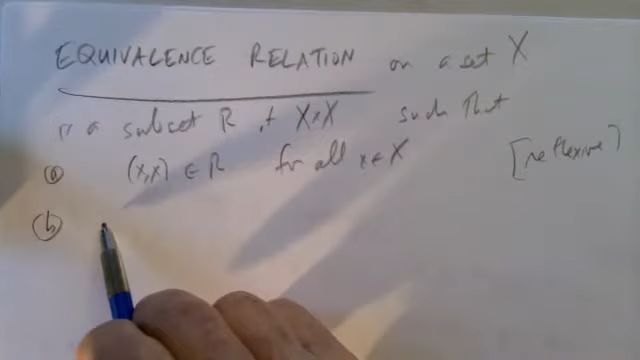 EQUIVALENCE RELATION on a set X
is a subset R of X×X such that
(a) (x,x) ∈ R for all x ∈ X [reflexive]
(b)